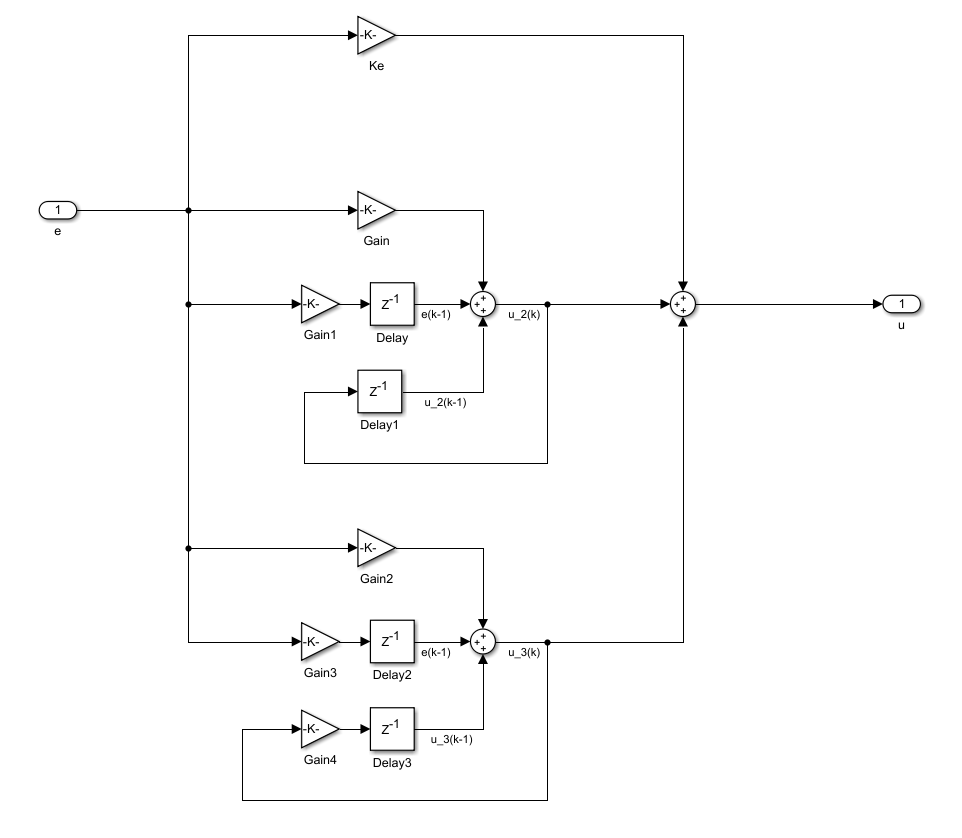 -K-
Ke
1
e
-K-
Gain
-K-
Gain1
Z-1
Delay
e(k-1)
+
+
+
u_2(k)
+
+
+
1
u
Z-1
Delay1
u_2(k-1)
-K-
Gain2
-K-
Gain3
Z-1
Delay2
e(k-1)
+
+
+
u_3(k)
-K-
Gain4
Z-1
Delay3
u_3(k-1)